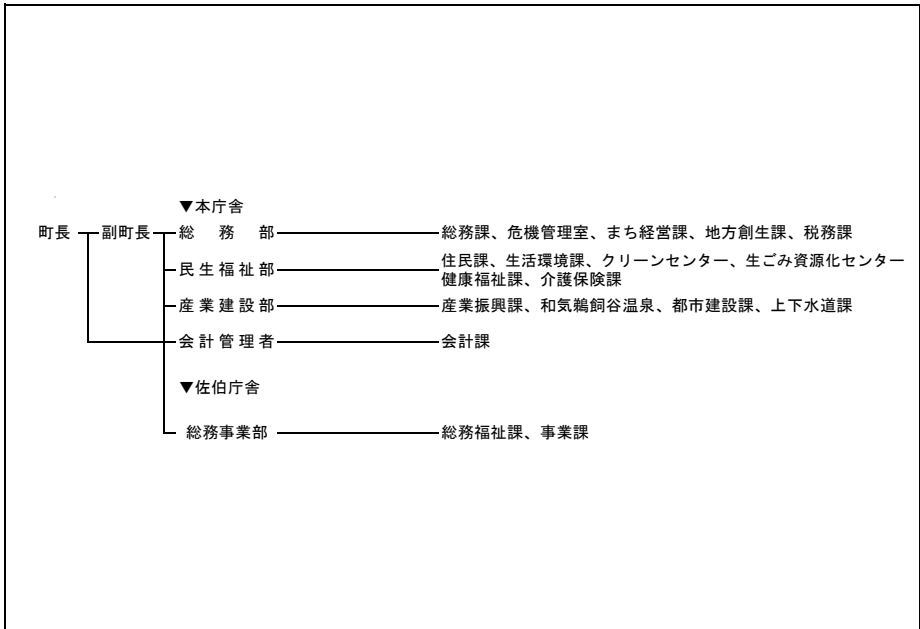 ▼本庁舎
町長 副町長 総務部 総務課、危機管理室、まち経営課、地方創生課、税務課
民生福祉部 住民課、生活環境課、クリーンセンター、生ごみ資源化センター
健康福祉課、介護保険課
産業建設部 産業振興課、和気鵜飼谷温泉、都市建設課、上下水道課
会計管理者 会計課
▼佐伯庁舎
総務事業部 総務福祉課、事業課